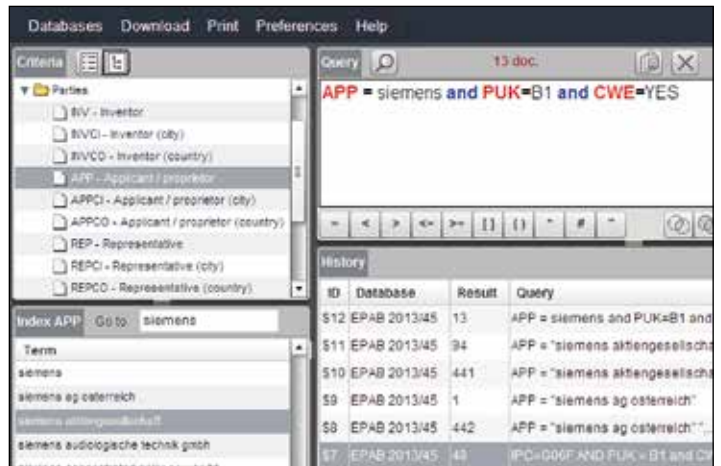 Databases Download Print Preferences Help
Criteria
Parties
INV - Inventor
INVCI - Inventor (city)
INVCO - Inventor (country)
APP - Applicant / proprietor
APPCI - Applicant / proprietor (city)
APPCO - Applicant / proprietor (country)
REP - Representative
REPCI - Representative (city)
REPCO - Representative (country)
Index APP Go to siemens
Term
siemens
siemens ag osterreich
siemens aktiengesellschaft
siemens audiologische technik gmbh
Query 13 doc.
APP = siemens and PUK=B1 and CWE=YES
= < > <= >= [] () " # ~
History
ID Database Result Query
S12 EPAB 2013/45 13 APP = siemens and PUK=B1 and
S11 EPAB 2013/45 94 APP = "siemens aktiengesellscha
S10 EPAB 2013/45 441 APP = "siemens aktiengesellscha
S9 EPAB 2013/45 1 APP = "siemens ag osterreich"
S8 EPAB 2013/45 442 APP = "siemens ag osterreich" "...
S7 EPAB 2013/45 48 IPC=G06F AND PUK = B1 and CW